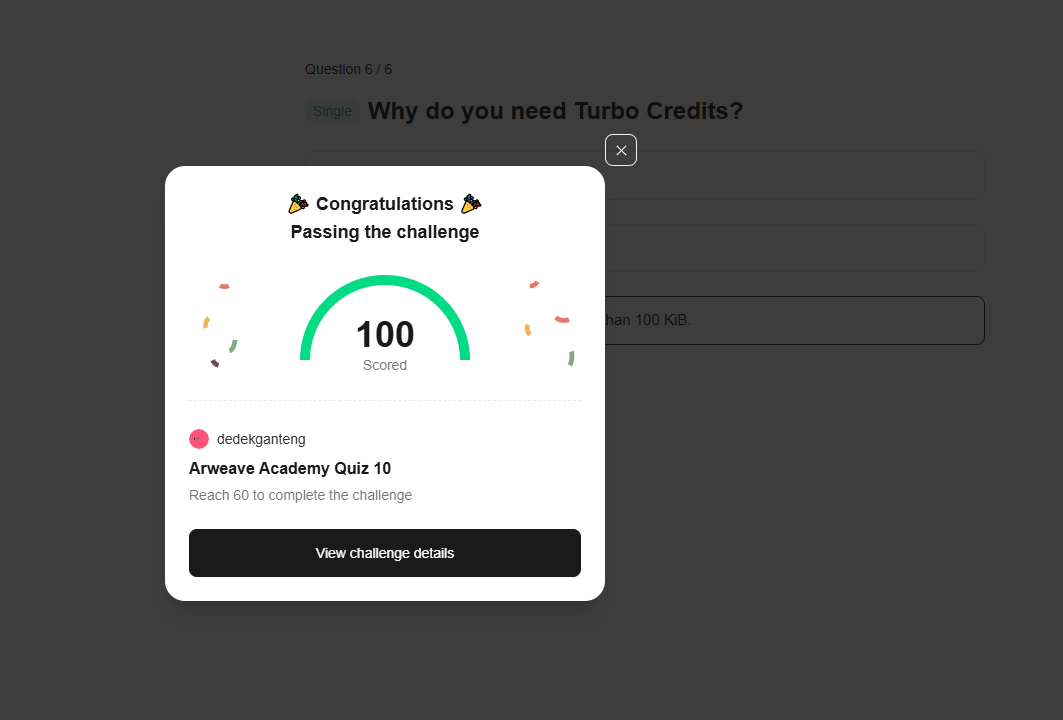 Question 6 / 6
Single Why do you need Turbo Credits?
Congratulations
Passing the challenge
100
Scored
than 100 KiB.
dedekganteng
Arweave Academy Quiz 10
Reach 60 to complete the challenge
View challenge details